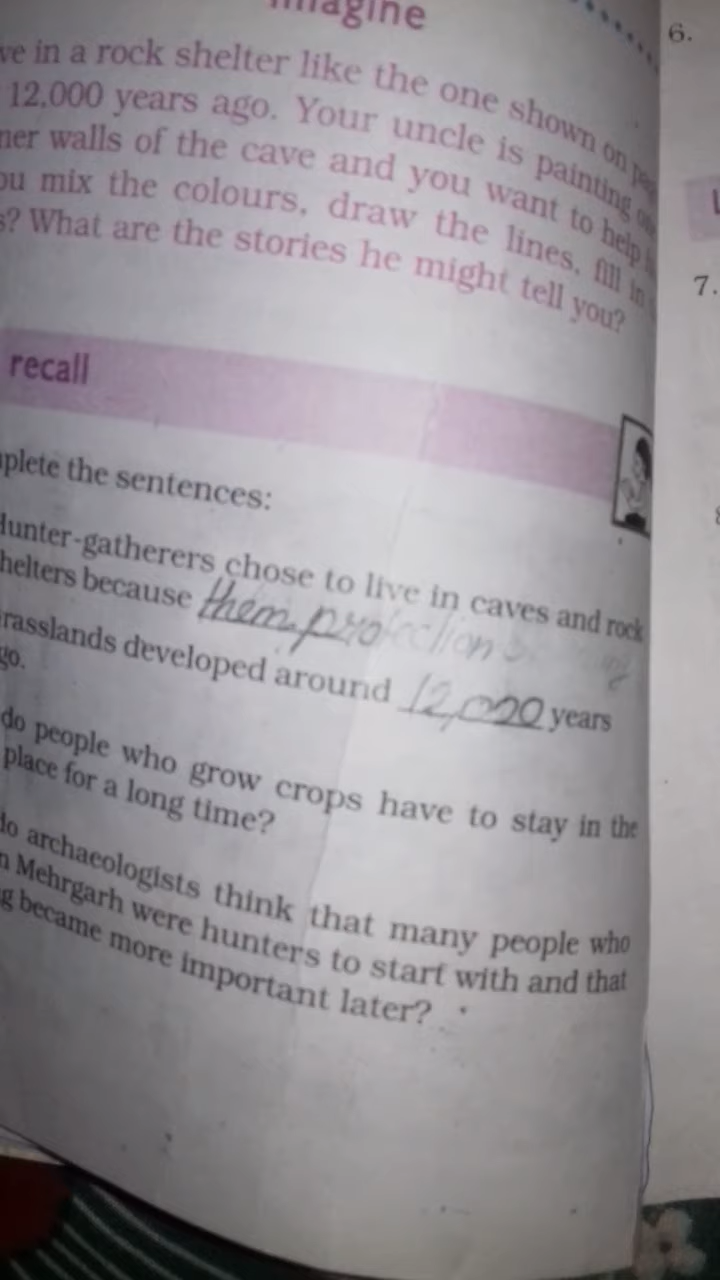 Imagine
ve in a rock shelter like the one shown on
12,000 years ago. Your uncle is painting
ner walls of the cave and you want to help
ou mix the colours, draw the lines, fill in
s? What are the stories he might tell you?
recall
plete the sentences:
Hunter-gatherers chose to live in caves and rock
helters because them protection
rasslands developed around 12,000 years
go.
do people who grow crops have to stay in the
place for a long time?
do archaeologists think that many people who
n Mehrgarh were hunters to start with and that
g became more important later?
6.
7.